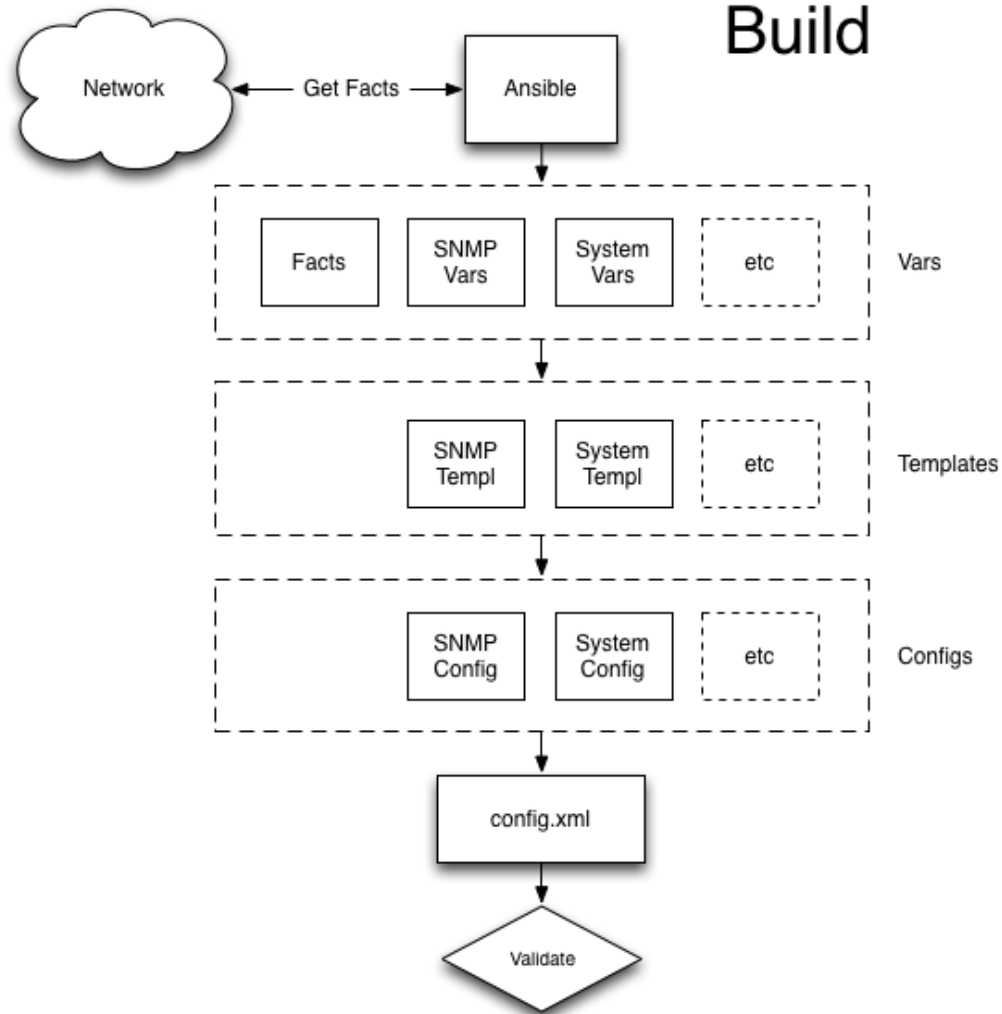 Build
Network
Get Facts
Ansible
Facts
SNMP
Vars
System
Vars
etc
Vars
SNMP
Templ
System
Templ
etc
Templates
SNMP
Config
System
Config
etc
Configs
config.xml
Validate